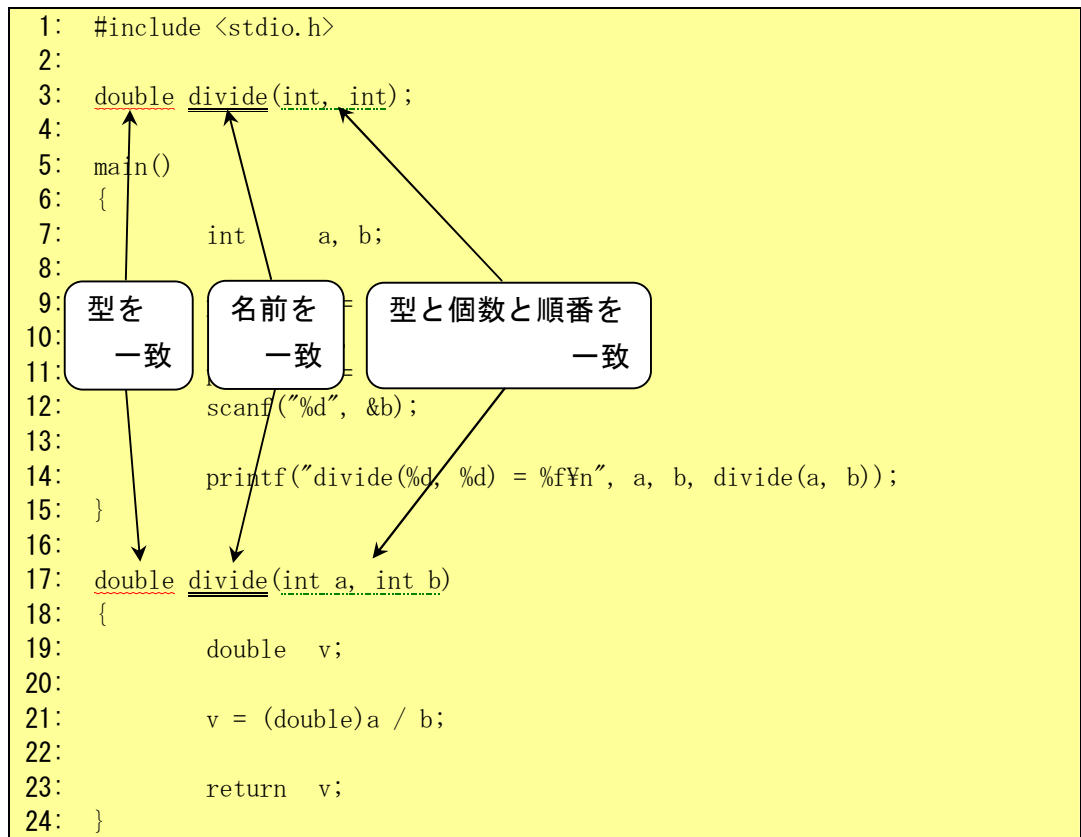 1: #include <stdio.h>
2:
3: double divide(int, int);
4:
5: main()
6: {
7: int a, b;
8:
9: =
10:
11: =
12: scanf("%d", &b);
13:
14: printf("divide(%d, %d) = %f¥n", a, b, divide(a, b));
15: }
16:
17: double divide(int a, int b)
18: {
19: double v;
20:
21: v = (double)a / b;
22:
23: return v;
24: }
型を
一致
名前を
一致
型と個数と順番を
一致